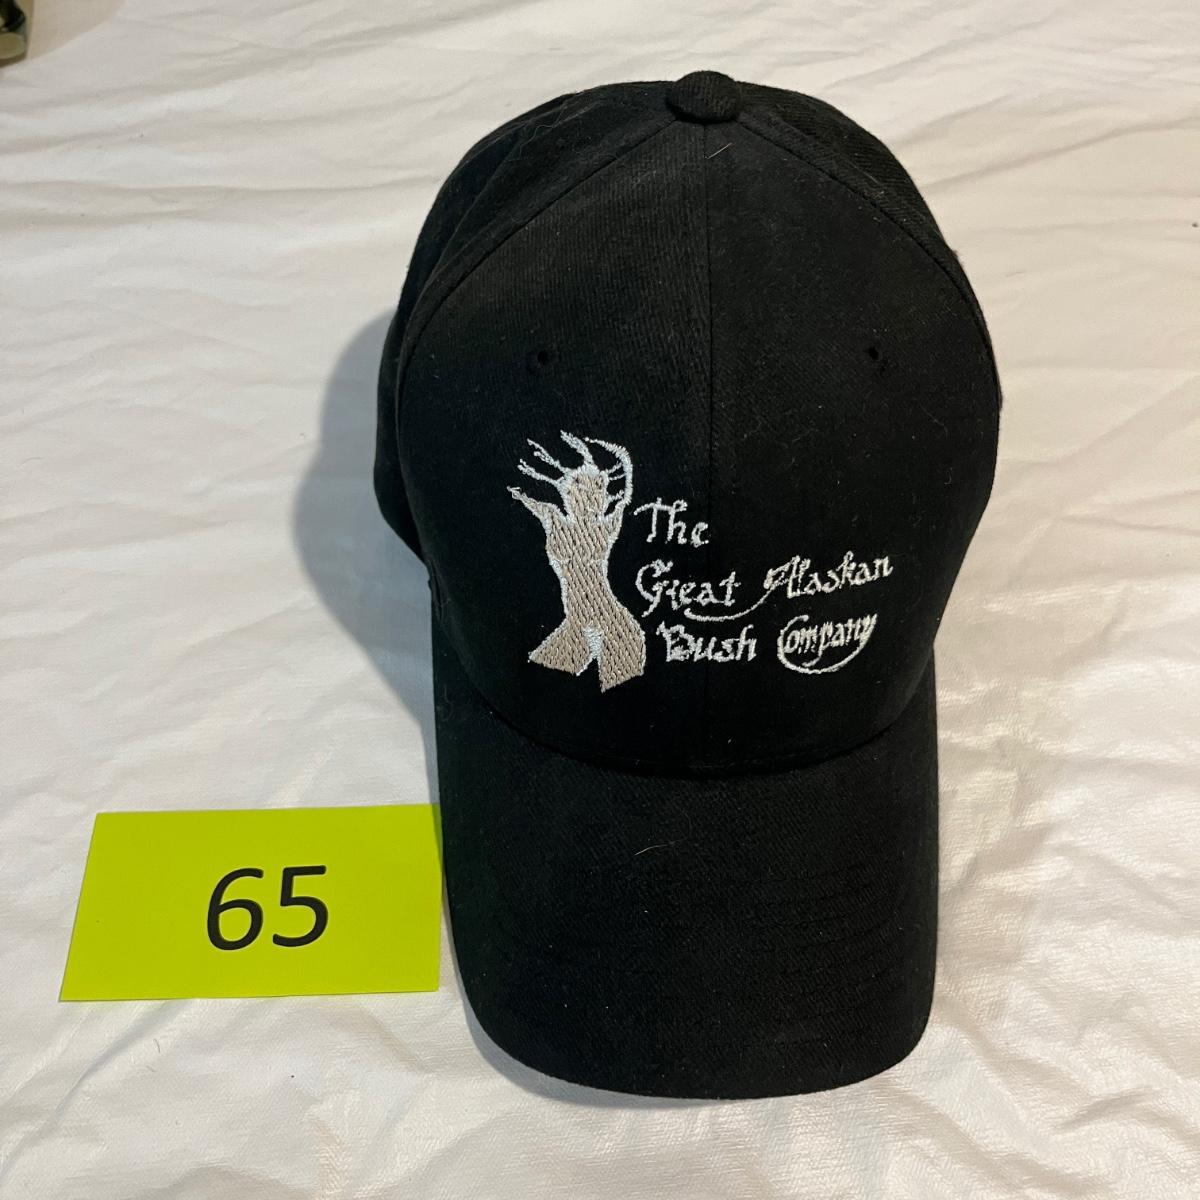 The
Great Alaskan
Bush Company
65